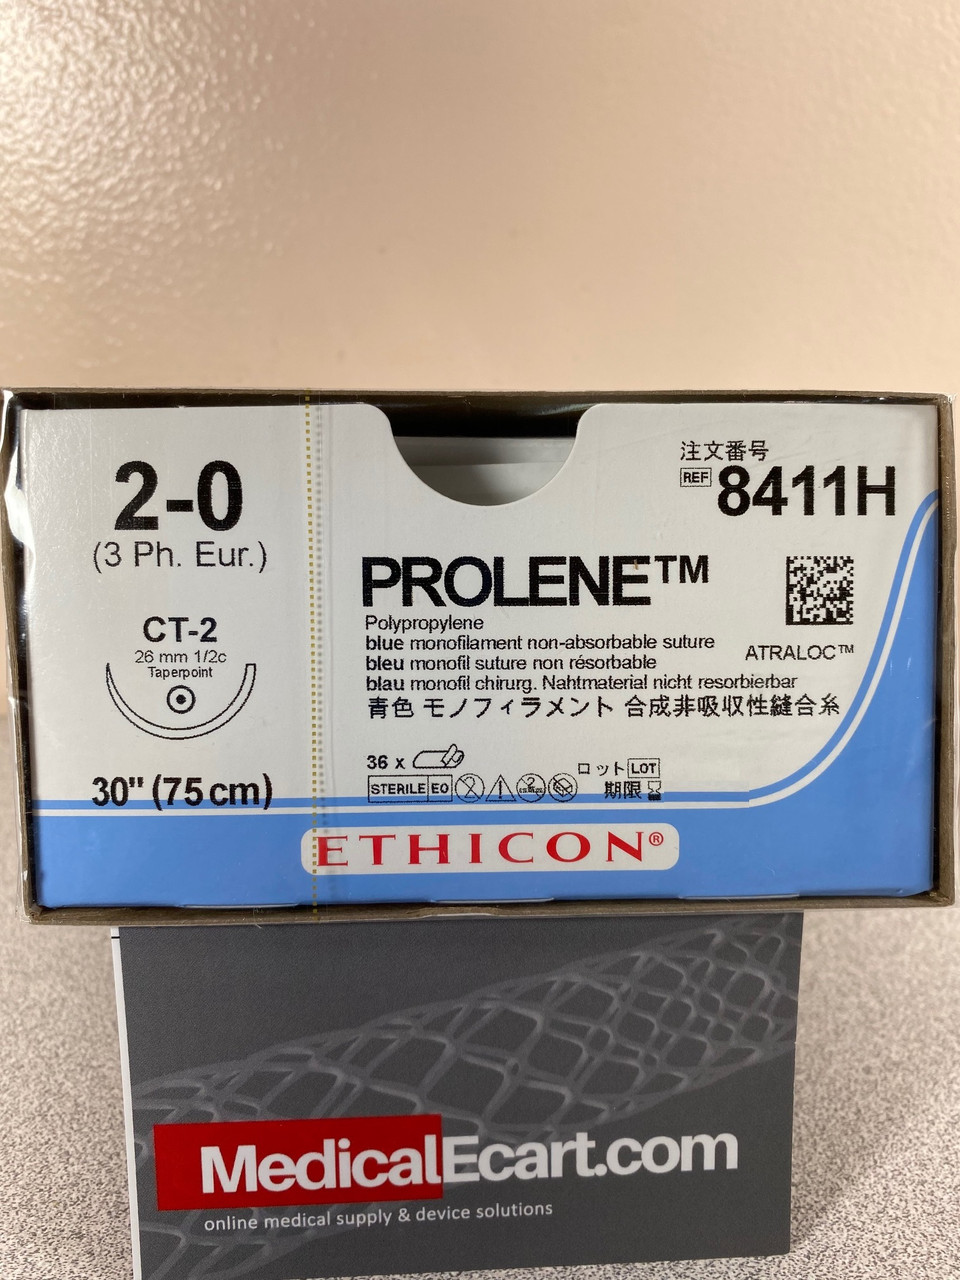 2-0
(3 Ph. Eur.)
CT-2
26 mm 1/2c
Taperpoint
30" (75 cm)
注文番号
REF 8411H
PROLENE™
Polypropylene
blue monofilament non-absorbable suture
bleu monofil suture non résorbable
blau monofil chirurg. Nahtmaterial nicht resorbierbar
青色 モノフィラメント 合成非吸収性縫合糸
ATRALOC™
36 x
STERILE EO
ロット LOT
期限
ETHICON®
MedicalEcart.com
online medical supply & device solutions